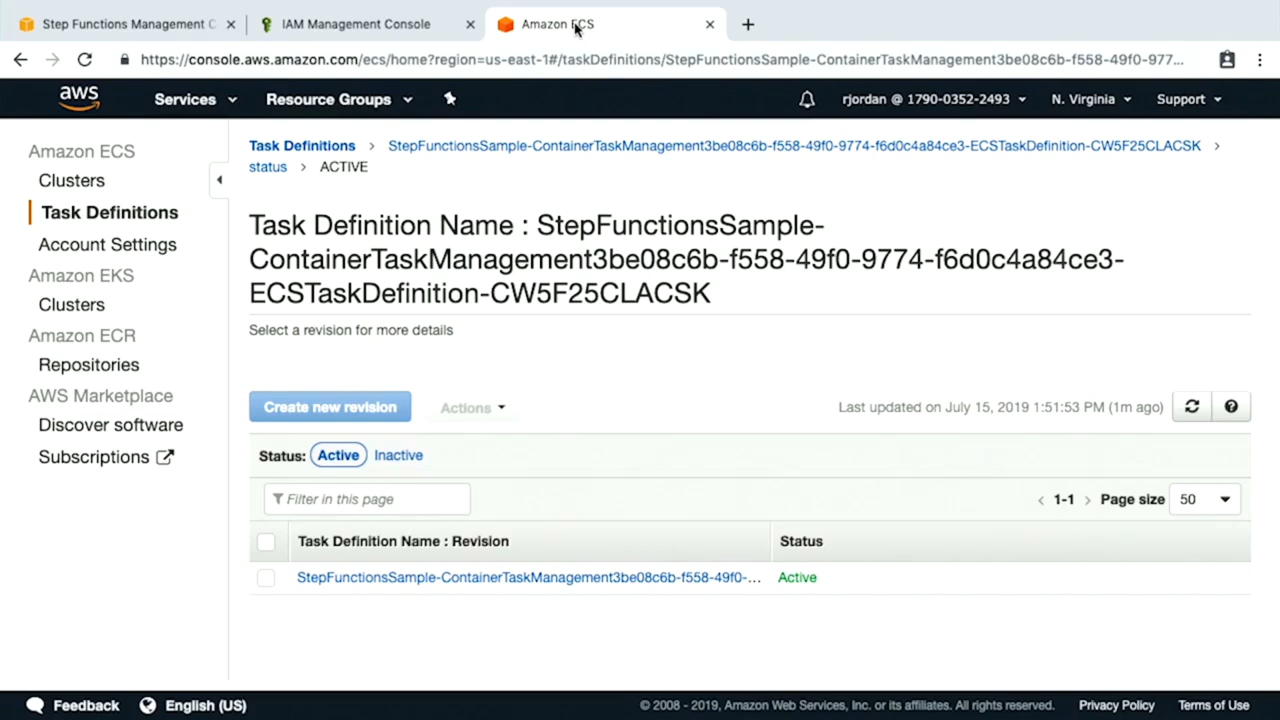 Step Functions Management C
IAM Management Console
Amazon ECS
https://console.aws.amazon.com/ecs/home?region=us-east-1#/taskDefinitions/StepFunctionsSample-ContainerTaskManagement3be08c6b-f558-49f0-977...
aws
Services
Resource Groups
rjordan @ 1790-0352-2493
N. Virginia
Support
Amazon ECS
Clusters
Task Definitions
Account Settings
Amazon EKS
Clusters
Amazon ECR
Repositories
AWS Marketplace
Discover software
Subscriptions
Task Definitions > StepFunctionsSample-ContainerTaskManagement3be08c6b-f558-49f0-9774-f6d0c4a84ce3-ECSTaskDefinition-CW5F25CLACSK >
status > ACTIVE
Task Definition Name : StepFunctionsSample-
ContainerTaskManagement3be08c6b-f558-49f0-9774-f6d0c4a84ce3-
ECSTaskDefinition-CW5F25CLACSK
Select a revision for more details
Create new revision
Actions
Last updated on July 15, 2019 1:51:53 PM (1m ago)
Status: Active Inactive
Filter in this page
< 1-1 > Page size 50
Task Definition Name : Revision
Status
StepFunctionsSample-ContainerTaskManagement3be08c6b-f558-49f0-...
Active
Feedback
English (US)
© 2008 - 2019, Amazon Web Services, Inc. or its affiliates. All rights reserved.
Privacy Policy
Terms of Use